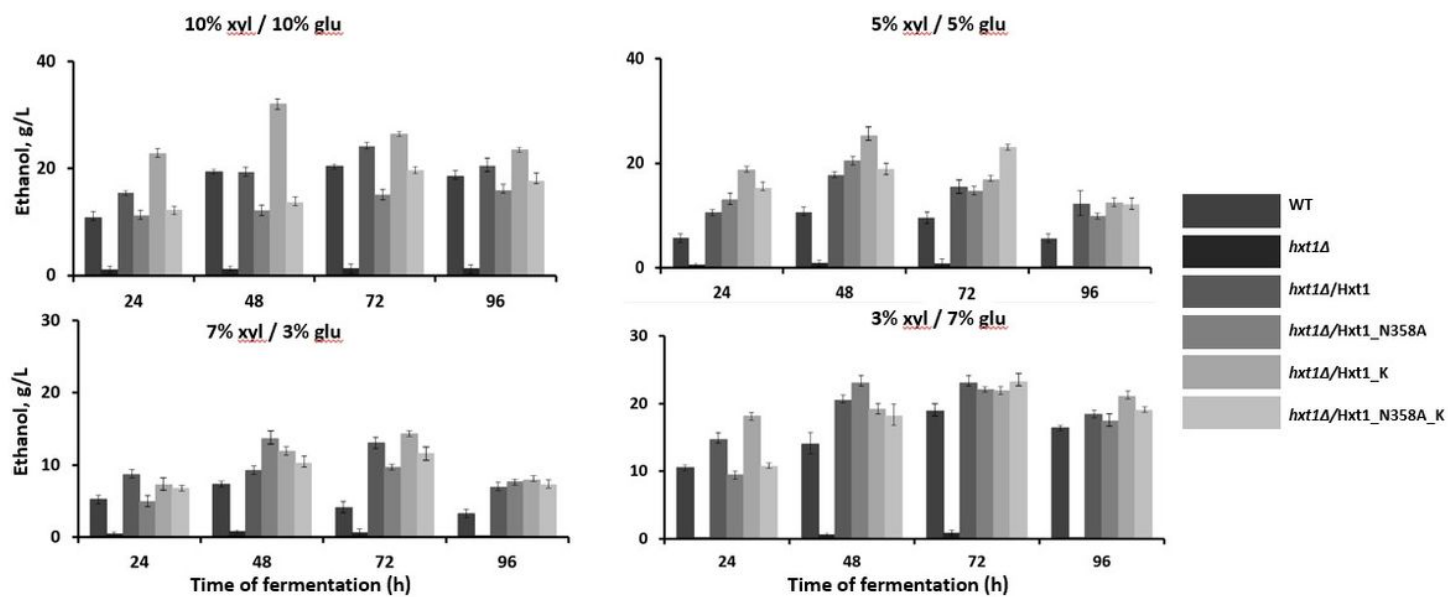 10% xyl / 10% glu
40
20
0
Ethanol, g/L
24 48 72 96
5% xyl / 5% glu
40
20
0
24 48 72 96
7% xyl / 3% glu
30
20
10
0
Ethanol, g/L
24 48 72 96
Time of fermentation (h)
3% xyl / 7% glu
30
20
10
0
24 48 72 96
Time of fermentation (h)
WT
hxt1Δ
hxt1Δ/Hxt1
hxt1Δ/Hxt1_N358A
hxt1Δ/Hxt1_K
hxt1Δ/Hxt1_N358A_K